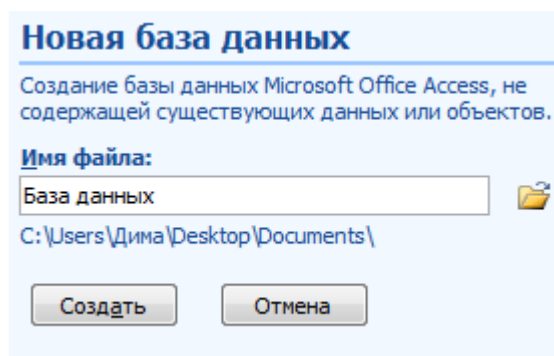 Новая база данных
Создание базы данных Microsoft Office Access, не
содержащей существующих данных или объектов.
Имя файла:
База данных
C:\Users\Дима\Desktop\Documents\
Создать Отмена